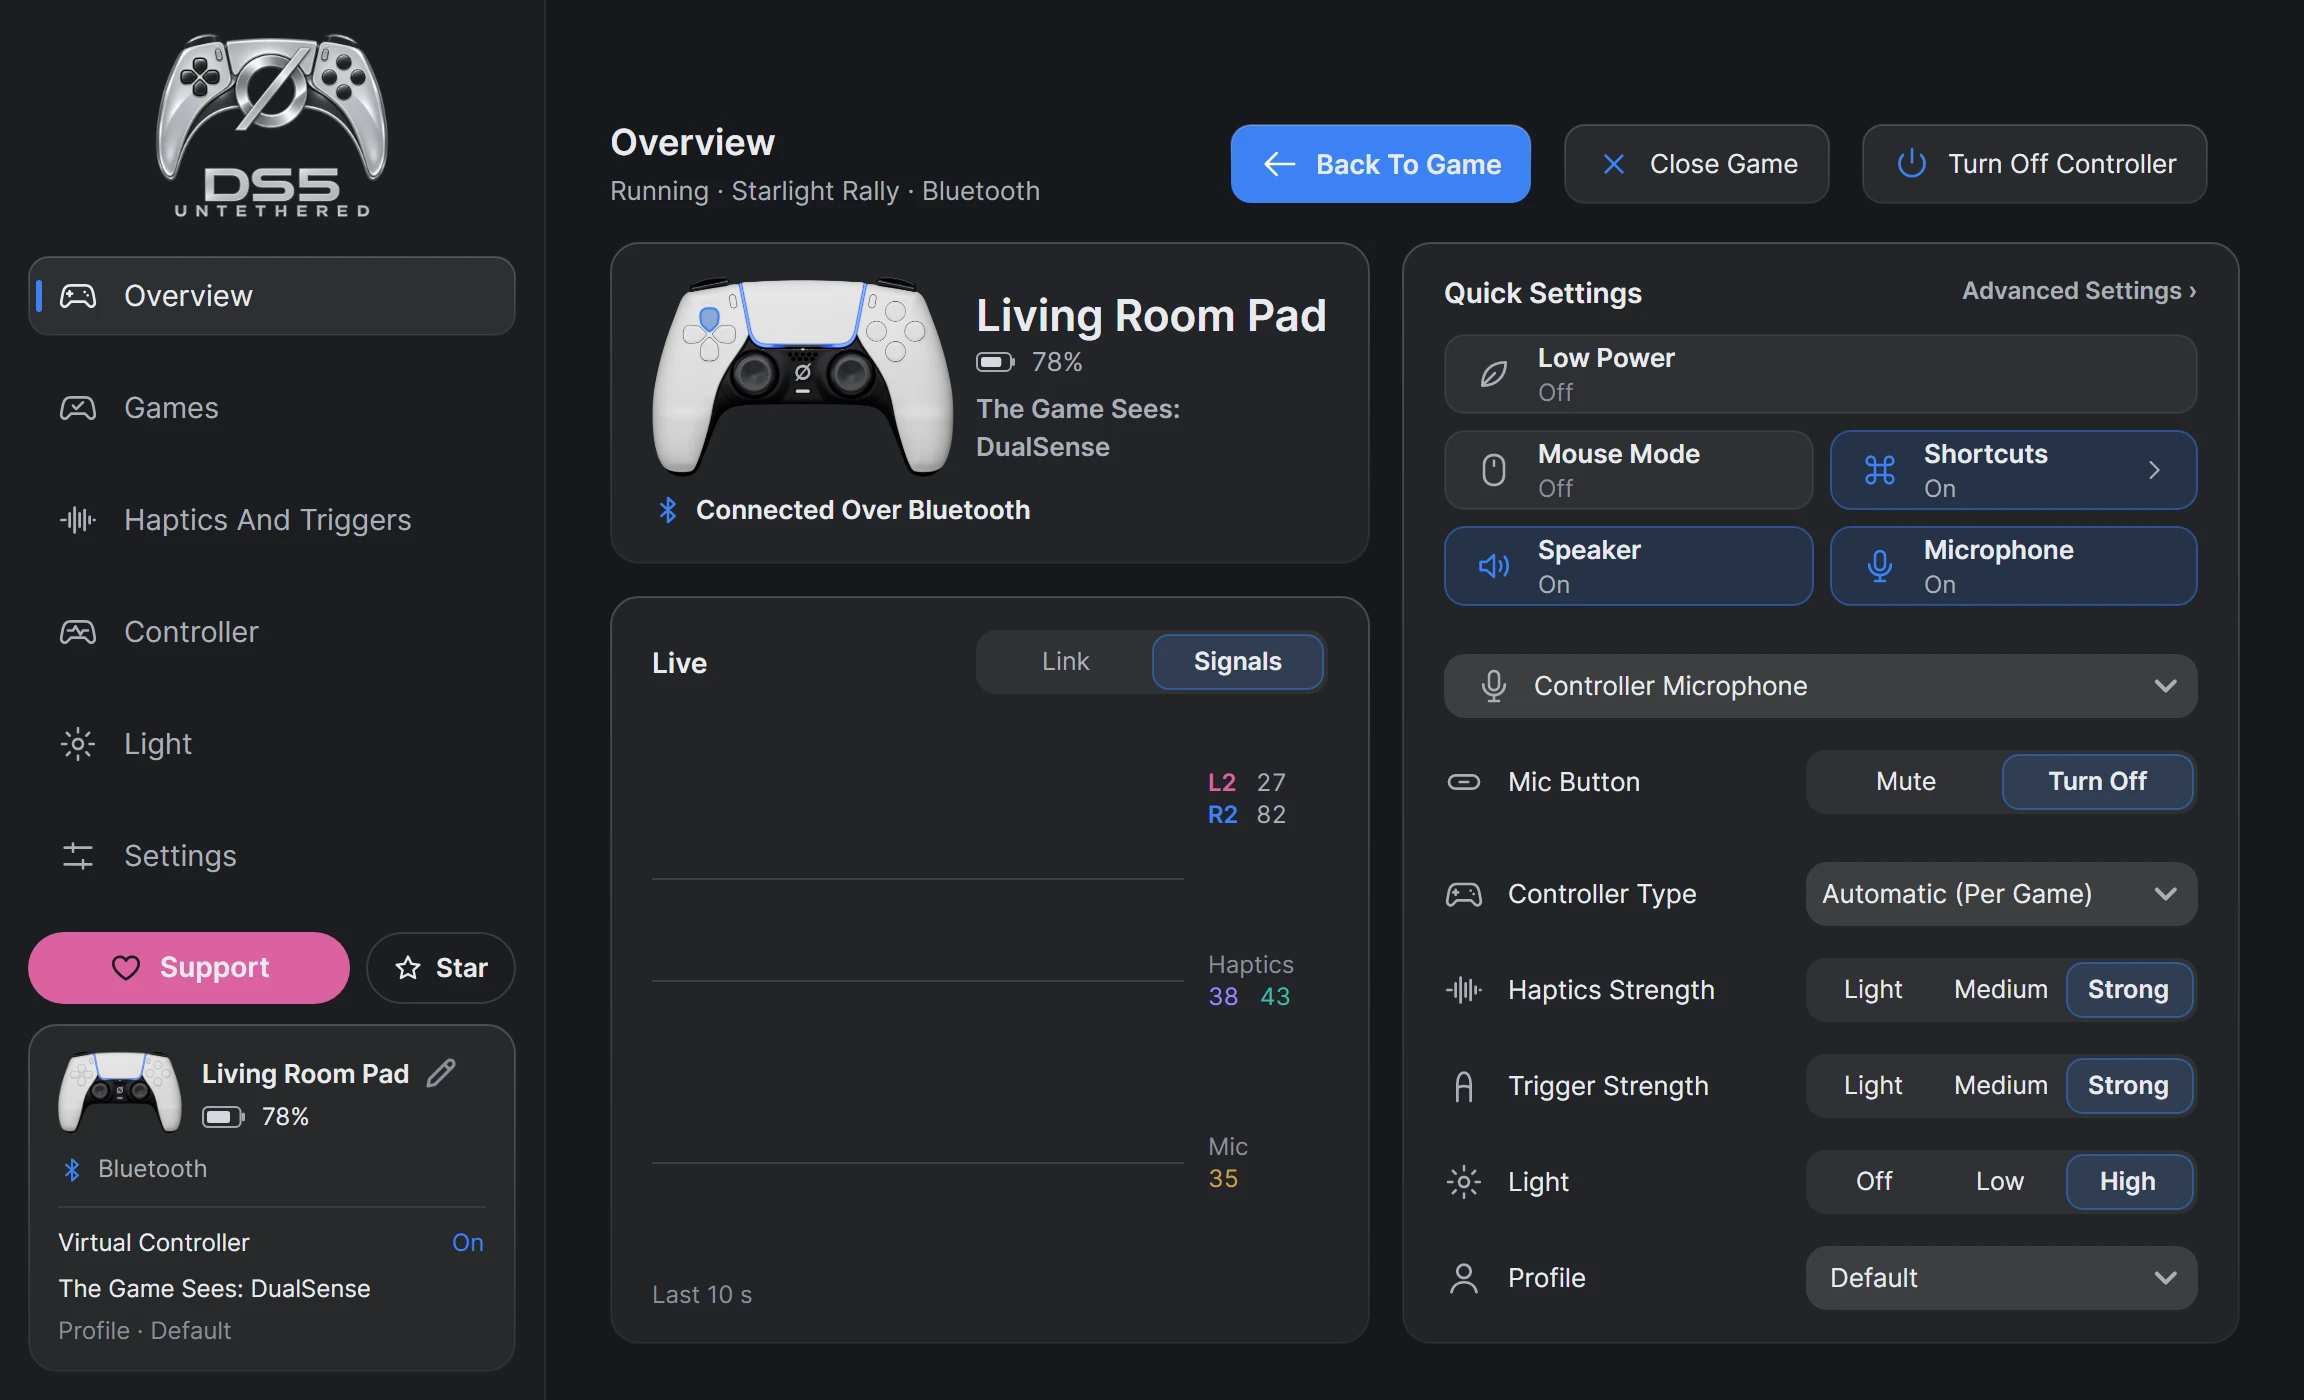 DS5
UNTETHERED
Overview
Games
Haptics And Triggers
Controller
Light
Settings
Support
Star
Living Room Pad
78%
Bluetooth
Virtual Controller On
The Game Sees: DualSense
Profile · Default
Overview
Running · Starlight Rally · Bluetooth
Back To Game
Close Game
Turn Off Controller
Living Room Pad
78%
The Game Sees:
DualSense
Connected Over Bluetooth
Live
Link Signals
L2 27
R2 82
Haptics
38 43
Mic
35
Last 10 s
Quick Settings
Advanced Settings ›
Low Power
Off
Mouse Mode
Off
Shortcuts
On
Speaker
On
Microphone
On
Controller Microphone
Mic Button Mute Turn Off
Controller Type Automatic (Per Game)
Haptics Strength Light Medium Strong
Trigger Strength Light Medium Strong
Light Off Low High
Profile Default